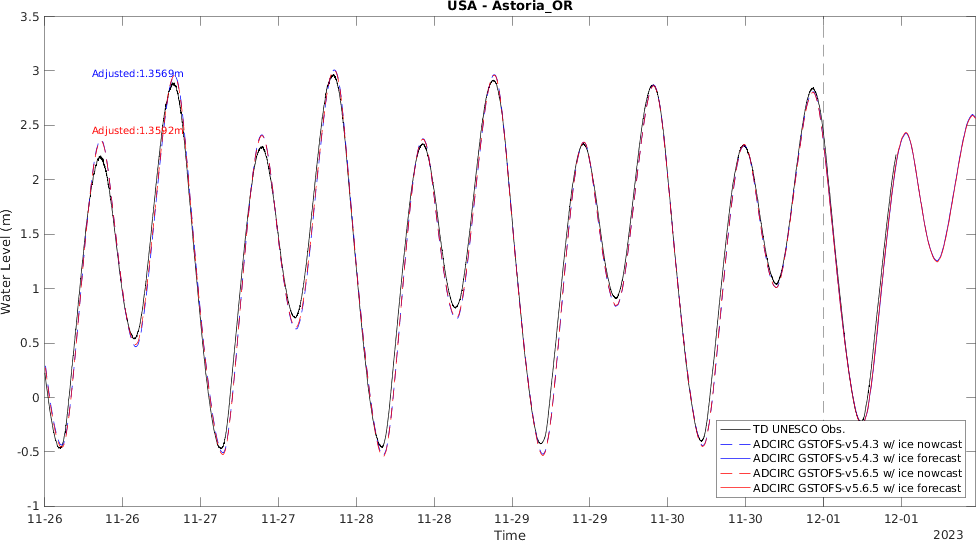 USA - Astoria_OR
3.5
3
2.5
2
1.5
1
0.5
0
-0.5
-1
Water Level (m)
Adjusted:1.3569m
Adjusted:1.3592m
TD UNESCO Obs.
ADCIRC GSTOFS-v5.4.3 w/ ice nowcast
ADCIRC GSTOFS-v5.4.3 w/ ice forecast
ADCIRC GSTOFS-v5.6.5 w/ ice nowcast
ADCIRC GSTOFS-v5.6.5 w/ ice forecast
11-26 11-26 11-27 11-27 11-28 11-28 11-29 11-29 11-30 11-30 12-01 12-01
Time
2023